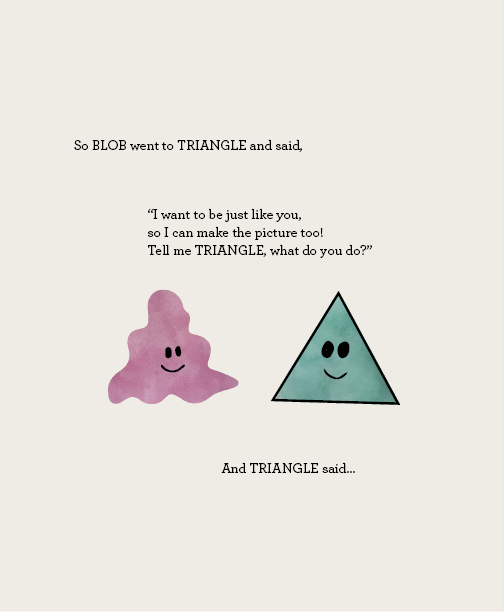 So BLOB went to TRIANGLE and said,
“I want to be just like you,
so I can make the picture too!
Tell me TRIANGLE, what do you do?”
And TRIANGLE said...